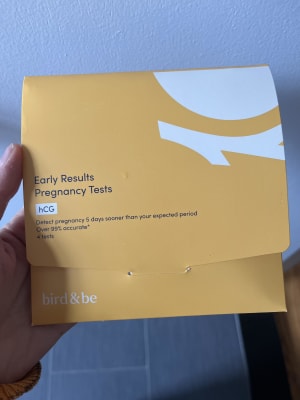 Early Results
Pregnancy Tests
hCG
Detect pregnancy 5 days sooner than your expected period
Over 99% accurate*
4 tests
bird&be